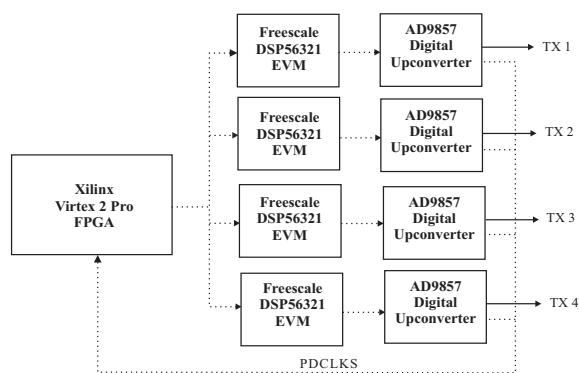 Freescale
DSP56321
EVM
AD9857
Digital
Upconverter
TX 1
Freescale
DSP56321
EVM
AD9857
Digital
Upconverter
TX 2
Xilinx
Virtex 2 Pro
FPGA
Freescale
DSP56321
EVM
AD9857
Digital
Upconverter
TX 3
Freescale
DSP56321
EVM
AD9857
Digital
Upconverter
TX 4
PDCLKS